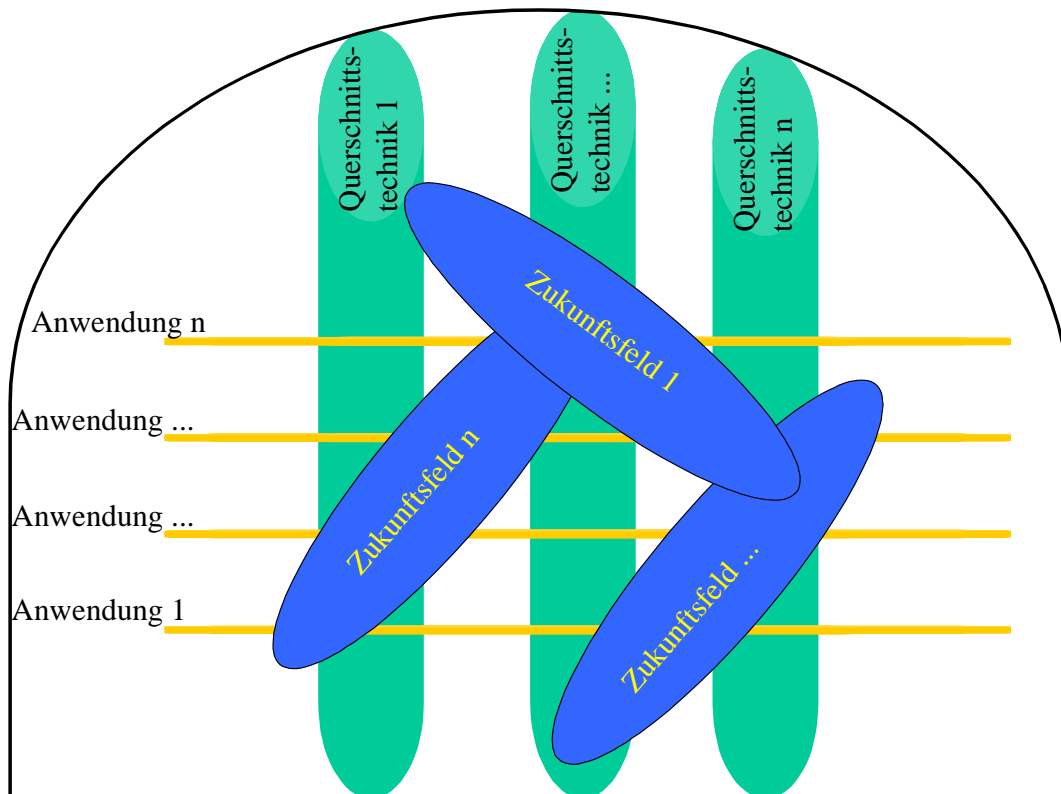 Querschnitts-
technik 1
Querschnitts-
technik ...
Querschnitts-
technik n
Zukunftsfeld 1
Anwendung n
Anwendung ...
Zukunftsfeld n
Anwendung ...
Zukunftsfeld ...
Anwendung 1